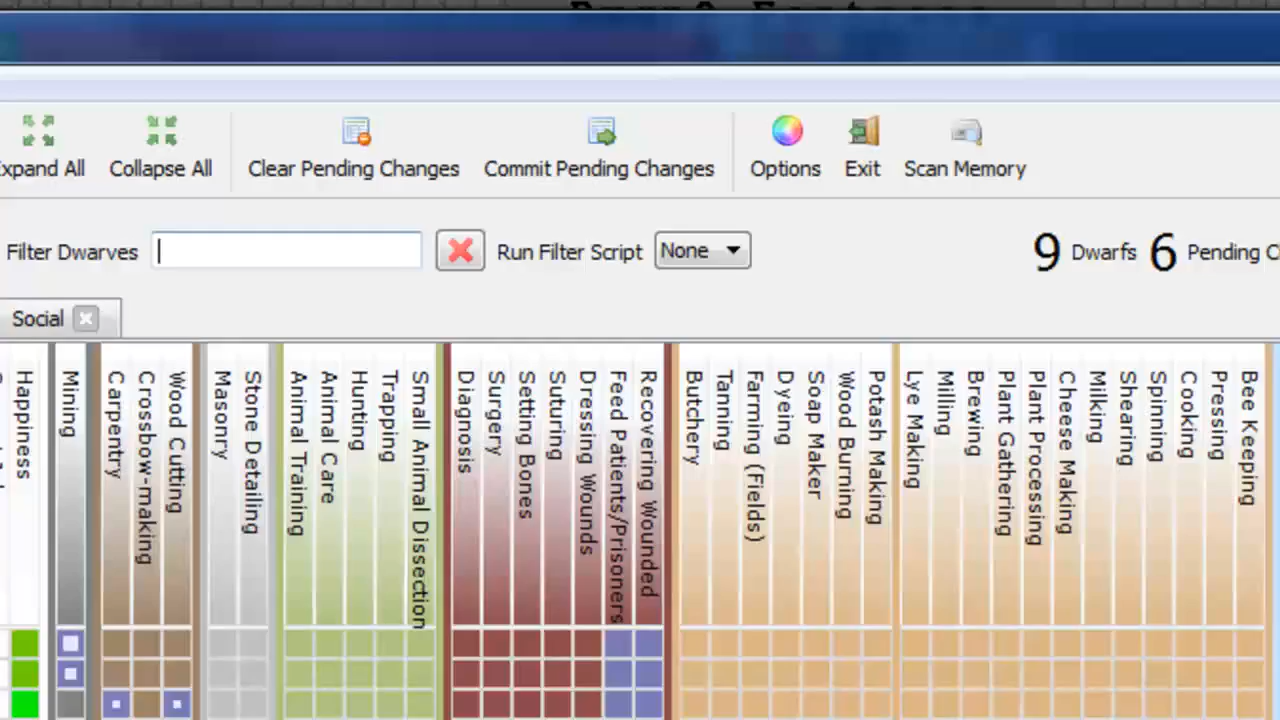 Expand All Collapse All Clear Pending Changes Commit Pending Changes Options Exit Scan Memory
Filter Dwarves Run Filter Script None 9 Dwarfs 6 Pending C
Social
Happiness
Mining
Carpentry
Crossbow-making
Wood Cutting
Masonry
Stone Detailing
Animal Training
Animal Care
Hunting
Trapping
Small Animal Dissection
Diagnosis
Surgery
Setting Bones
Suturing
Dressing Wounds
Feed Patients/Prisoners
Recovering Wounded
Butchery
Tanning
Farming (Fields)
Dyeing
Soap Maker
Wood Burning
Potash Making
Lye Making
Milling
Brewing
Plant Gathering
Plant Processing
Cheese Making
Milking
Shearing
Spinning
Cooking
Pressing
Bee Keeping